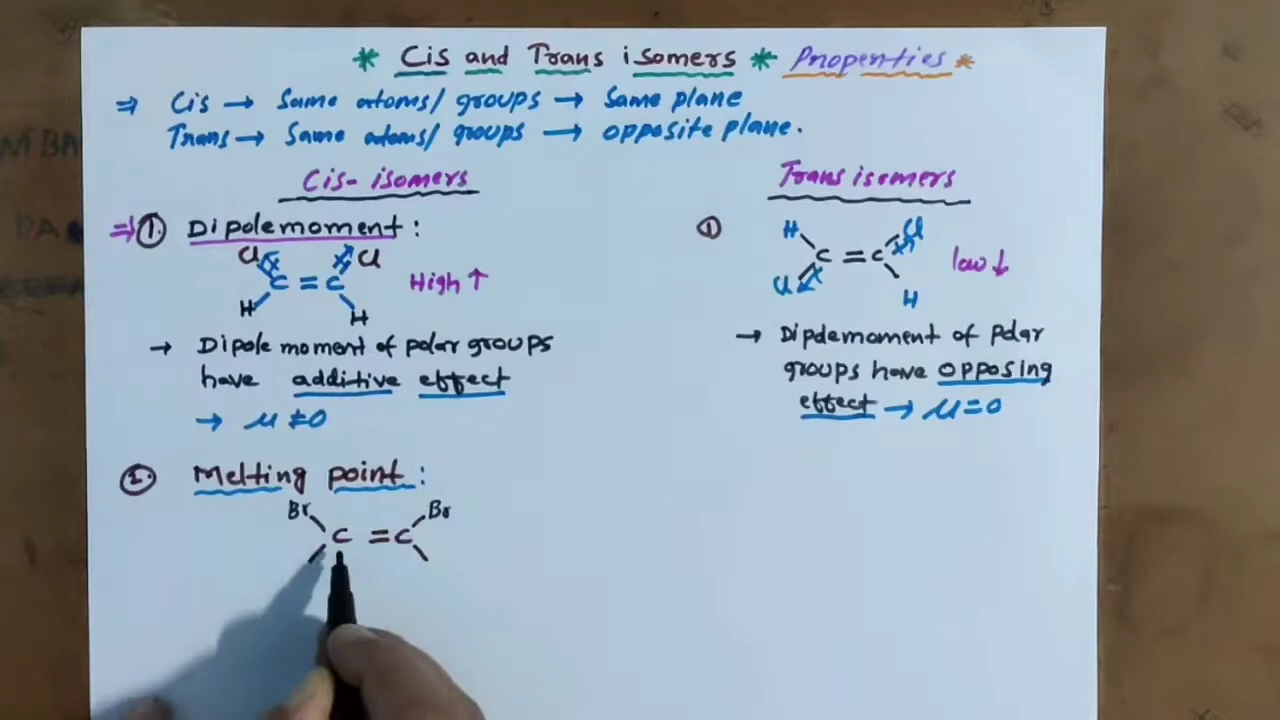 * Cis and Trans isomers * Properties *
⇒ Cis → Same atoms/groups → Same plane
Trans → Same atoms/groups → opposite plane.
Cis-isomers
⇒ ① Dipolemoment :
Cl Cl
C = C
H H
High ↑
→ Dipole moment of polar groups
have additive effect
→ μ ≠ 0
② Melting point :
Br Br
C = C
Trans isomers
①
H Cl
C = C
Cl H
low ↓
→ Dipolemoment of polar
groups have opposing
effect → μ = 0